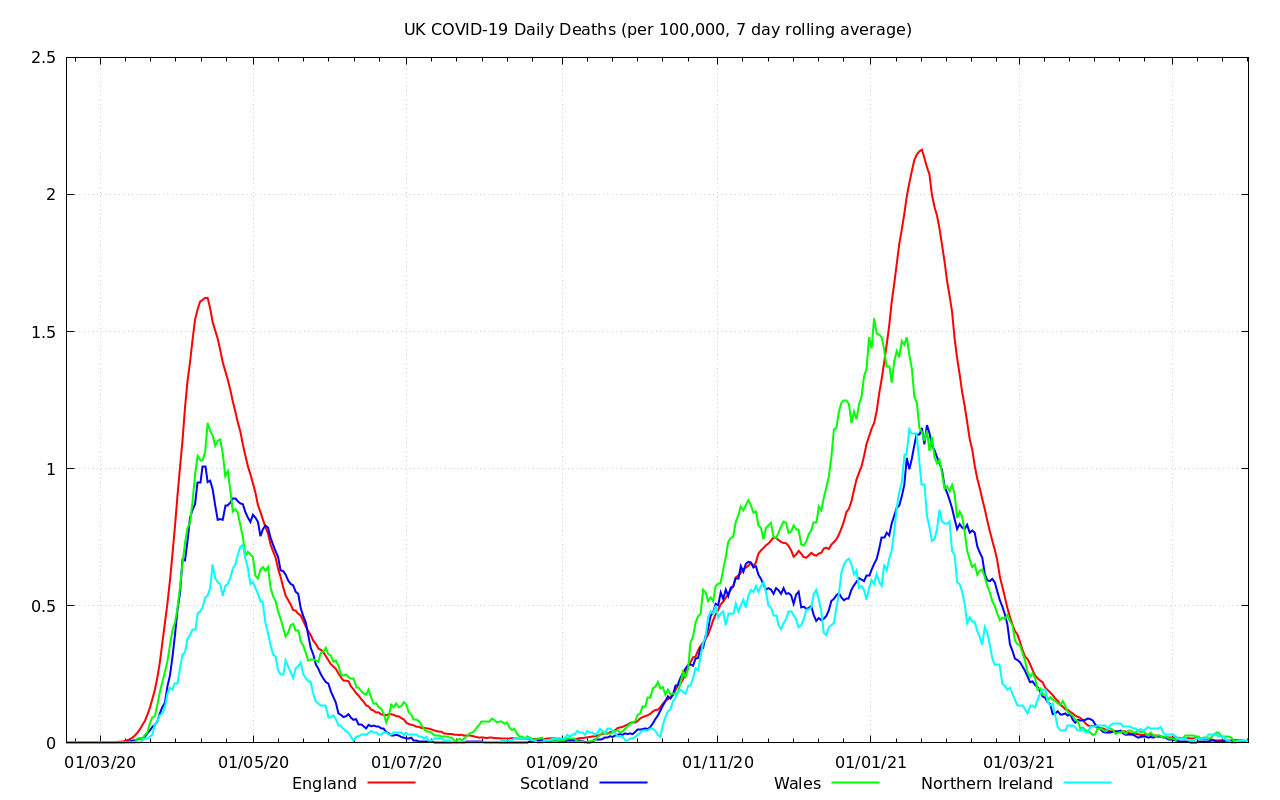 UK COVID-19 Daily Deaths (per 100,000, 7 day rolling average)
2.5
2
1.5
1
0.5
0
01/03/20 01/05/20 01/07/20 01/09/20 01/11/20 01/01/21 01/03/21 01/05/21
England Scotland Wales Northern Ireland